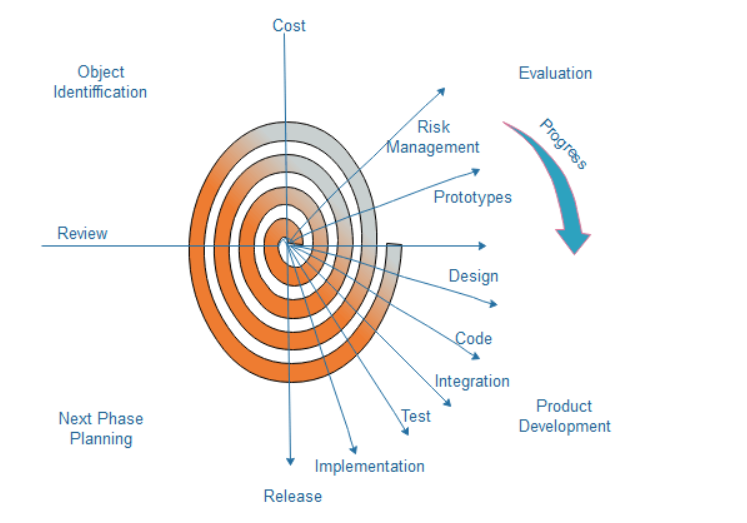 Cost
Object
Identiffication
Evaluation
Risk
Management
Progress
Prototypes
Review
Design
Code
Integration
Next Phase
Planning
Test
Product
Development
Implementation
Release